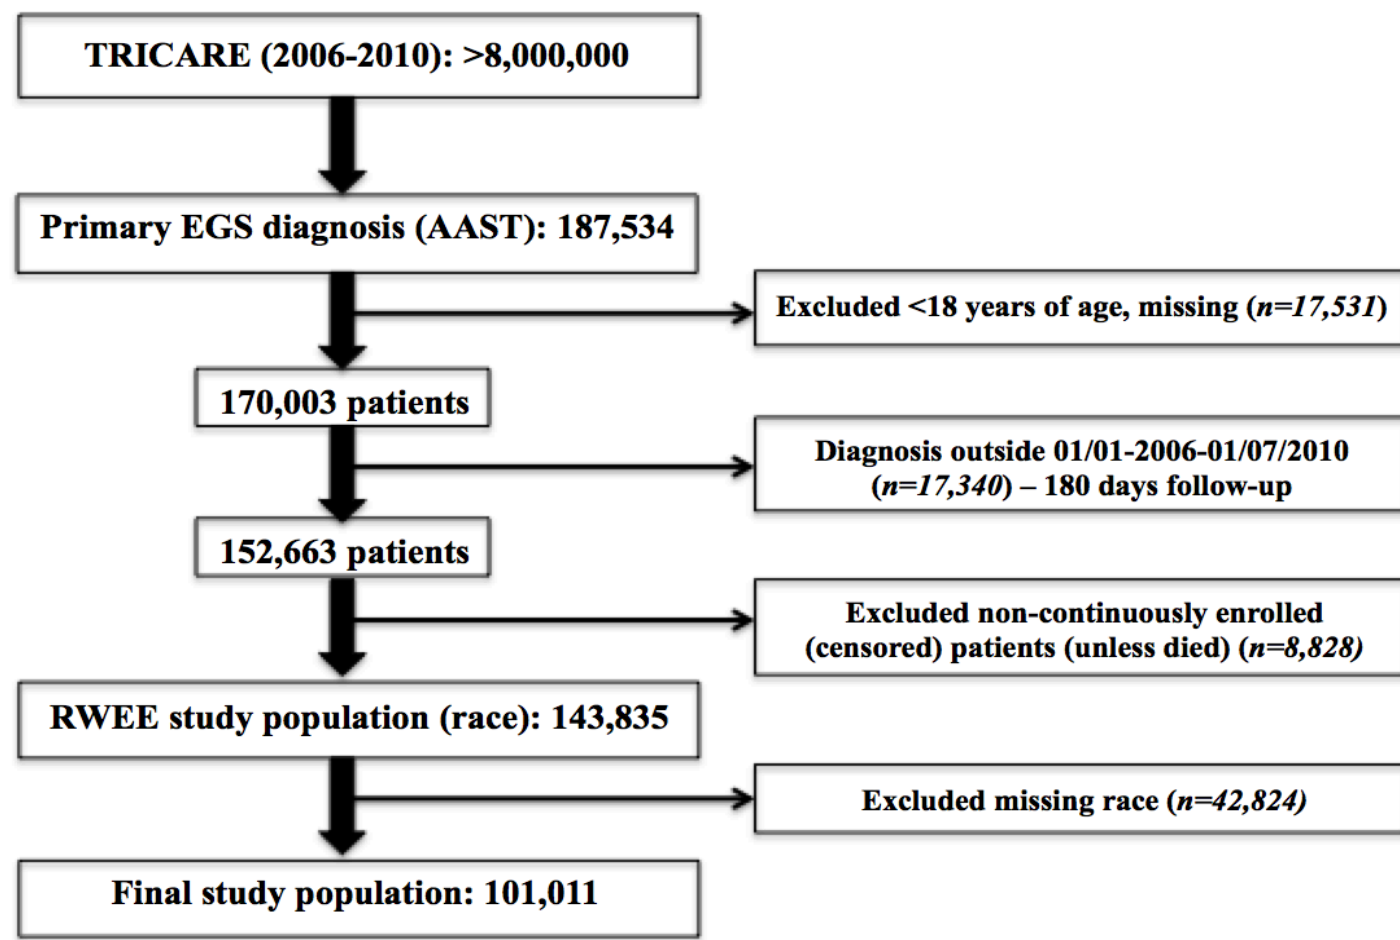 TRICARE (2006-2010): >8,000,000
Primary EGS diagnosis (AAST): 187,534
Excluded <18 years of age, missing (n=17,531)
170,003 patients
Diagnosis outside 01/01-2006-01/07/2010
(n=17,340) – 180 days follow-up
152,663 patients
Excluded non-continuously enrolled
(censored) patients (unless died) (n=8,828)
RWEE study population (race): 143,835
Excluded missing race (n=42,824)
Final study population: 101,011